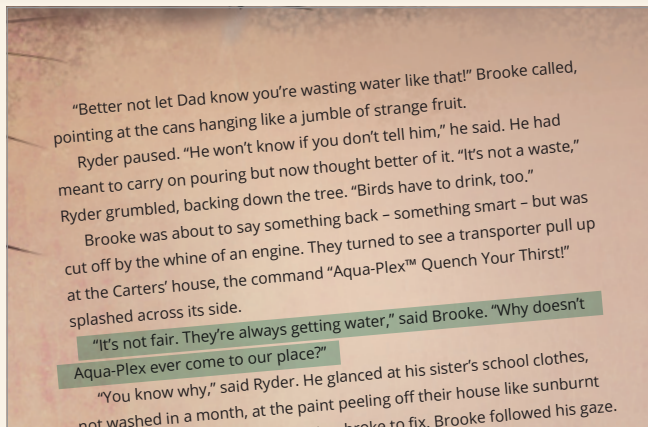 “Better not let Dad know you’re wasting water like that!” Brooke called,
pointing at the cans hanging like a jumble of strange fruit.
Ryder paused. “He won’t know if you don’t tell him,” he said. He had
meant to carry on pouring but now thought better of it. “It’s not a waste,”
Ryder grumbled, backing down the tree. “Birds have to drink, too.”
Brooke was about to say something back – something smart – but was
cut off by the whine of an engine. They turned to see a transporter pull up
at the Carters’ house, the command “Aqua-Plex™ Quench Your Thirst!”
splashed across its side.
“It’s not fair. They’re always getting water,” said Brooke. “Why doesn’t
Aqua-Plex ever come to our place?”
“You know why,” said Ryder. He glanced at his sister’s school clothes,
not washed in a month, at the paint peeling off their house like sunburnt
broke to fix. Brooke followed his gaze.